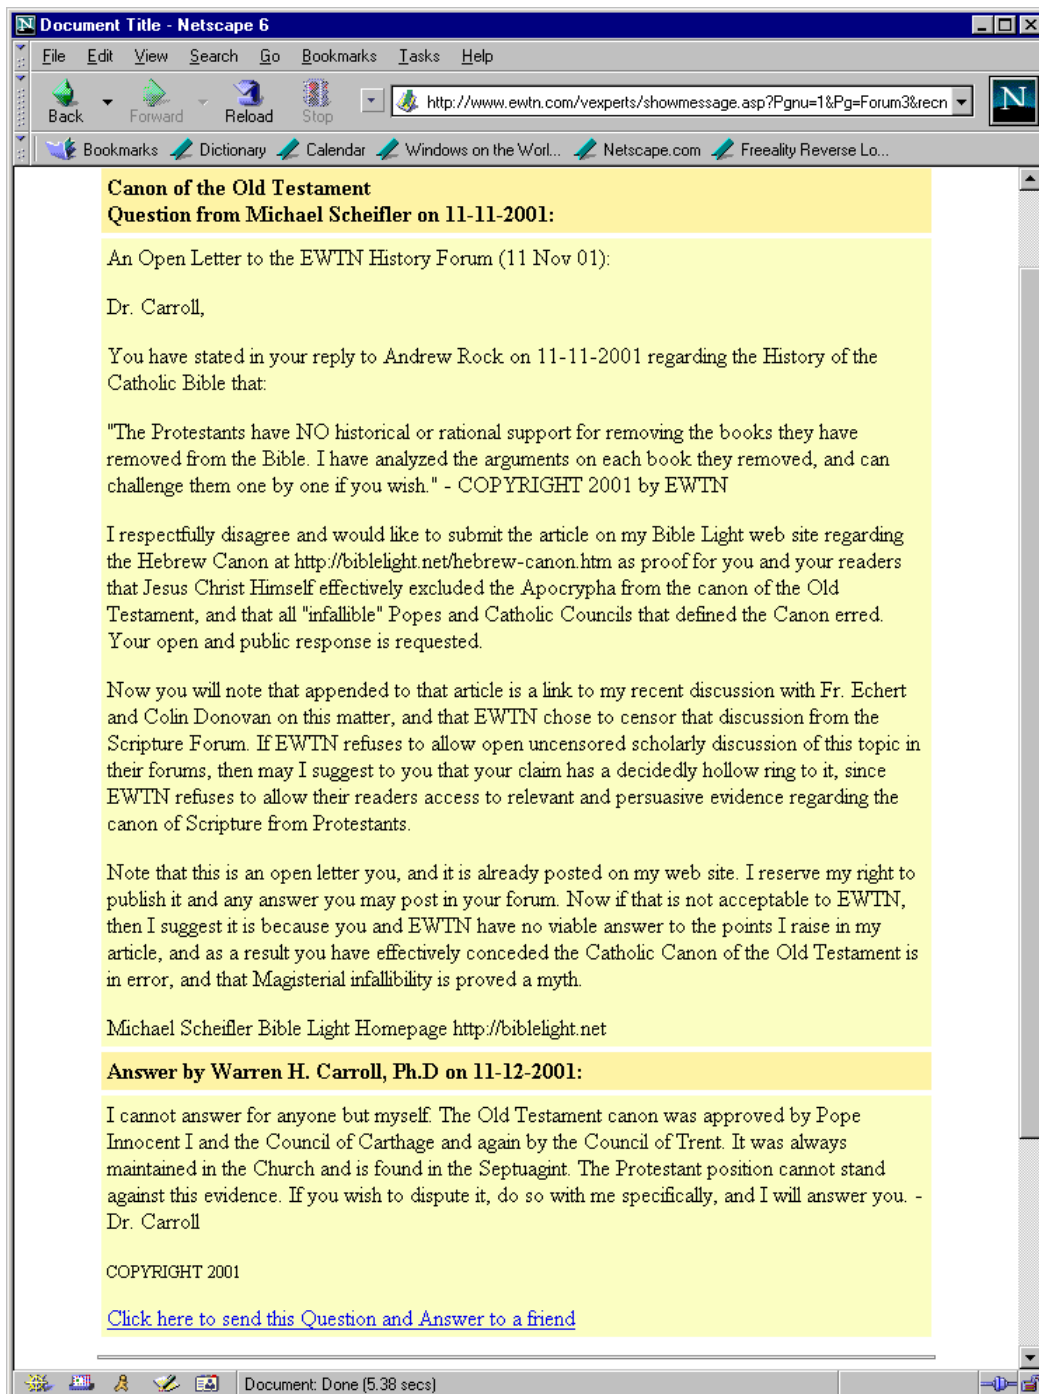 N Document Title - Netscape 6
File Edit View Search Go Bookmarks Tasks Help
Back Forward Reload Stop http://www.ewtn.com/vexperts/showmessage.asp?Pgnu=1&Pg=Forum3&recn N
Bookmarks Dictionary Calendar Windows on the Worl... Netscape.com Freeality Reverse Lo...
Canon of the Old Testament
Question from Michael Scheifler on 11-11-2001:
An Open Letter to the EWTN History Forum (11 Nov 01):
Dr. Carroll,
You have stated in your reply to Andrew Rock on 11-11-2001 regarding the History of the
Catholic Bible that:
"The Protestants have NO historical or rational support for removing the books they have
removed from the Bible. I have analyzed the arguments on each book they removed, and can
challenge them one by one if you wish." - COPYRIGHT 2001 by EWTN
I respectfully disagree and would like to submit the article on my Bible Light web site regarding
the Hebrew Canon at http://biblelight.net/hebrew-canon.htm as proof for you and your readers
that Jesus Christ Himself effectively excluded the Apocrypha from the canon of the Old
Testament, and that all "infallible" Popes and Catholic Councils that defined the Canon erred.
Your open and public response is requested.
Now you will note that appended to that article is a link to my recent discussion with Fr. Echert
and Colin Donovan on this matter, and that EWTN chose to censor that discussion from the
Scripture Forum. If EWTN refuses to allow open uncensored scholarly discussion of this topic in
their forums, then may I suggest to you that your claim has a decidedly hollow ring to it, since
EWTN refuses to allow their readers access to relevant and persuasive evidence regarding the
canon of Scripture from Protestants.
Note that this is an open letter you, and it is already posted on my web site. I reserve my right to
publish it and any answer you may post in your forum. Now if that is not acceptable to EWTN,
then I suggest it is because you and EWTN have no viable answer to the points I raise in my
article, and as a result you have effectively conceded the Catholic Canon of the Old Testament is
in error, and that Magisterial infallibility is proved a myth.
Michael Scheifler Bible Light Homepage http://biblelight.net
Answer by Warren H. Carroll, Ph.D on 11-12-2001:
I cannot answer for anyone but myself. The Old Testament canon was approved by Pope
Innocent I and the Council of Carthage and again by the Council of Trent. It was always
maintained in the Church and is found in the Septuagint. The Protestant position cannot stand
against this evidence. If you wish to dispute it, do so with me specifically, and I will answer you. -
Dr. Carroll
COPYRIGHT 2001
Click here to send this Question and Answer to a friend
Document: Done (5.38 secs)